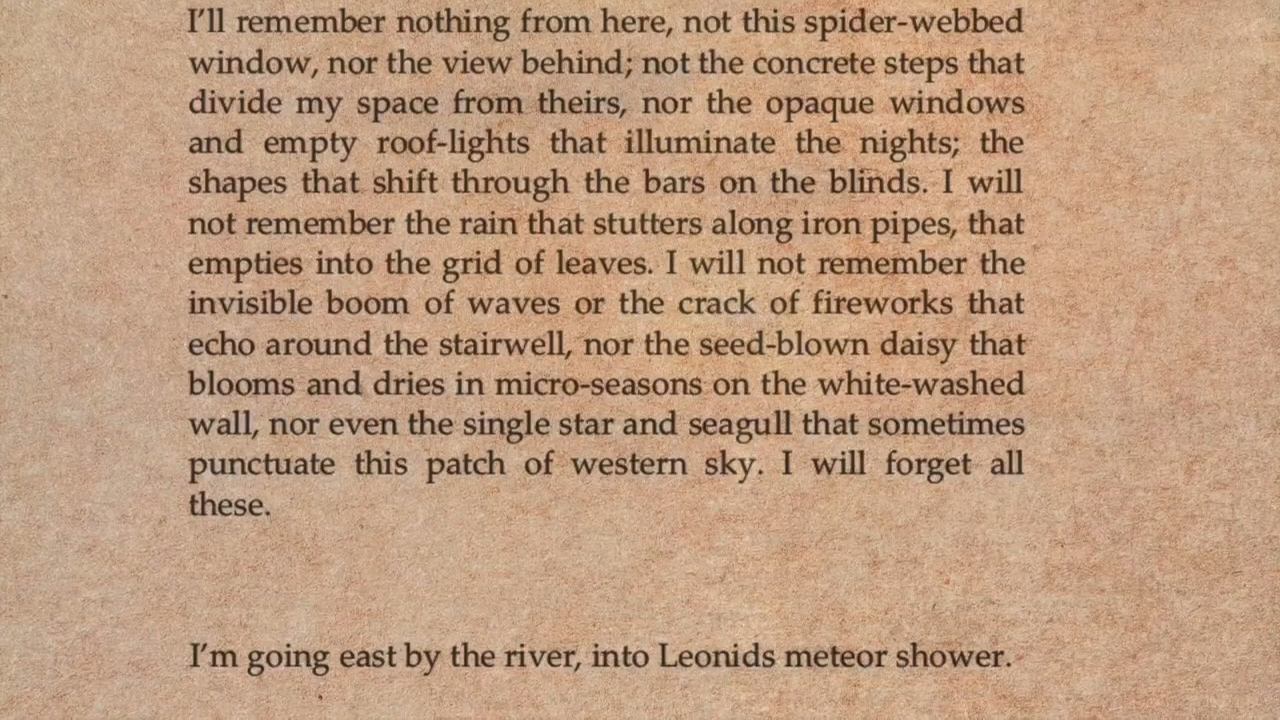 I’ll remember nothing from here, not this spider-webbed
window, nor the view behind; not the concrete steps that
divide my space from theirs, nor the opaque windows
and empty roof-lights that illuminate the nights; the
shapes that shift through the bars on the blinds. I will
not remember the rain that stutters along iron pipes, that
empties into the grid of leaves. I will not remember the
invisible boom of waves or the crack of fireworks that
echo around the stairwell, nor the seed-blown daisy that
blooms and dries in micro-seasons on the white-washed
wall, nor even the single star and seagull that sometimes
punctuate this patch of western sky. I will forget all
these.
I’m going east by the river, into Leonids meteor shower.